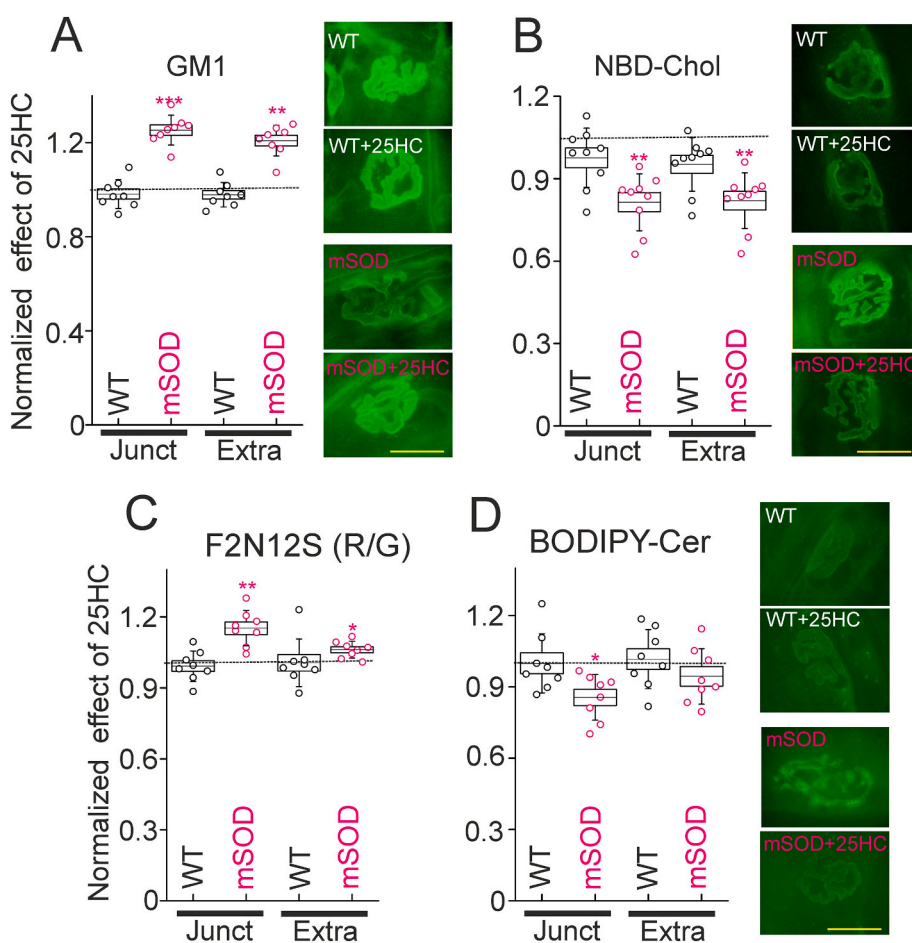 A
GM1
Normalized effect of 25HC
1.2
0.8
0.4
0
***
**
WT
mSOD
WT
mSOD
Junct
Extra
WT
WT+25HC
mSOD
mSOD+25HC
B
NBD-Chol
1.2
0.9
0.6
0.3
0
**
**
WT
mSOD
WT
mSOD
Junct
Extra
WT
WT+25HC
mSOD
mSOD+25HC
C
F2N12S (R/G)
Normalized effect of 25HC
1.2
0.9
0.6
0.3
0
**
*
WT
mSOD
WT
mSOD
Junct
Extra
D
BODIPY-Cer
1.2
0.9
0.6
0.3
0
*
WT
mSOD
WT
mSOD
Junct
Extra
WT
WT+25HC
mSOD
mSOD+25HC